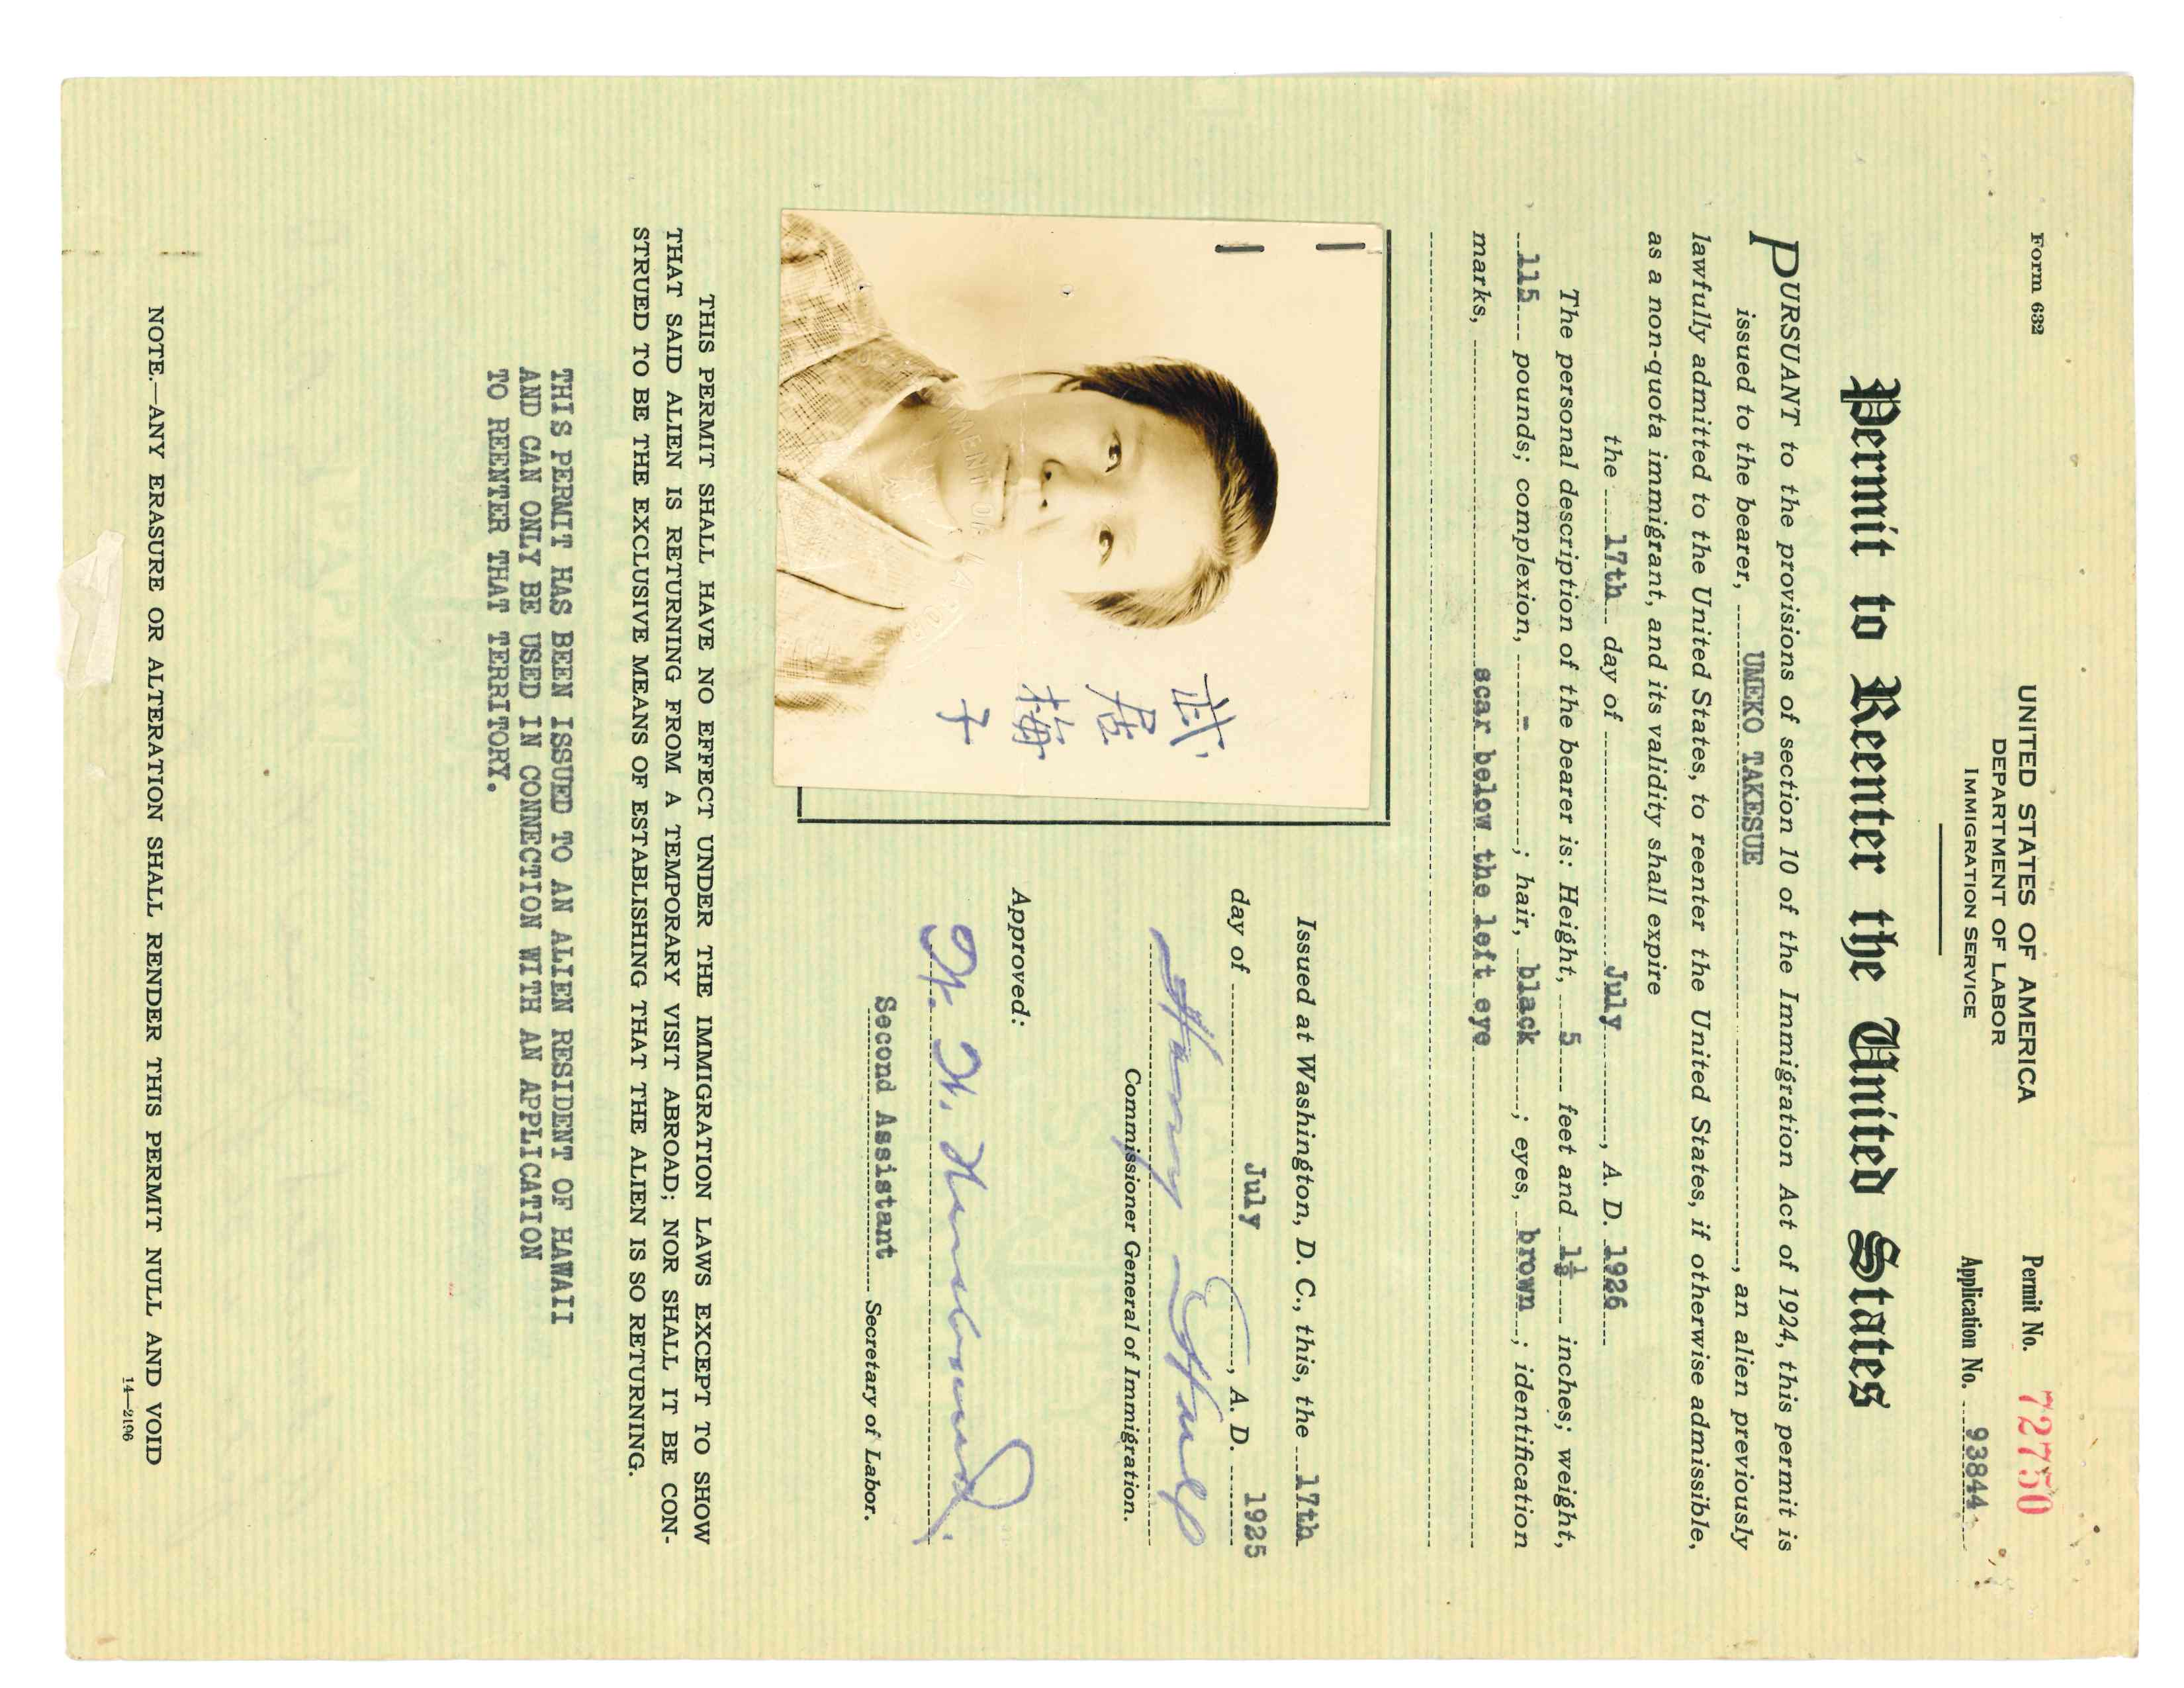 Form 632
UNITED STATES OF AMERICA
DEPARTMENT OF LABOR
IMMIGRATION SERVICE
Permit No. 72750
Application No. 93844
Permit to Reenter the United States
PURSUANT to the provisions of section 10 of the Immigration Act of 1924, this permit is
issued to the bearer, UMEKO TAKESUE, an alien previously
lawfully admitted to the United States, to reenter the United States, if otherwise admissible,
as a non-quota immigrant, and its validity shall expire
the 17th day of July, A. D. 1926
The personal description of the bearer is: Height, 5 feet and 1½ inches; weight,
115 pounds; complexion, -; hair, black; eyes, brown; identification
marks, scar below the left eye
武居梅子
DEPARTMENT OF LABOR
Issued at Washington, D. C., this, the 17th
day of July, A. D. 1925
Harry E Hull
Commissioner General of Immigration.
Approved:
W. W. Husband.
Second Assistant Secretary of Labor.
THIS PERMIT SHALL HAVE NO EFFECT UNDER THE IMMIGRATION LAWS EXCEPT TO SHOW
THAT SAID ALIEN IS RETURNING FROM A TEMPORARY VISIT ABROAD; NOR SHALL IT BE CON-
STRUED TO BE THE EXCLUSIVE MEANS OF ESTABLISHING THAT THE ALIEN IS SO RETURNING.
THIS PERMIT HAS BEEN ISSUED TO AN ALIEN RESIDENT OF HAWAII
AND CAN ONLY BE USED IN CONNECTION WITH AN APPLICATION
TO REENTER THAT TERRITORY.
PAPER
NOTE.—ANY ERASURE OR ALTERATION SHALL RENDER THIS PERMIT NULL AND VOID
14—2196